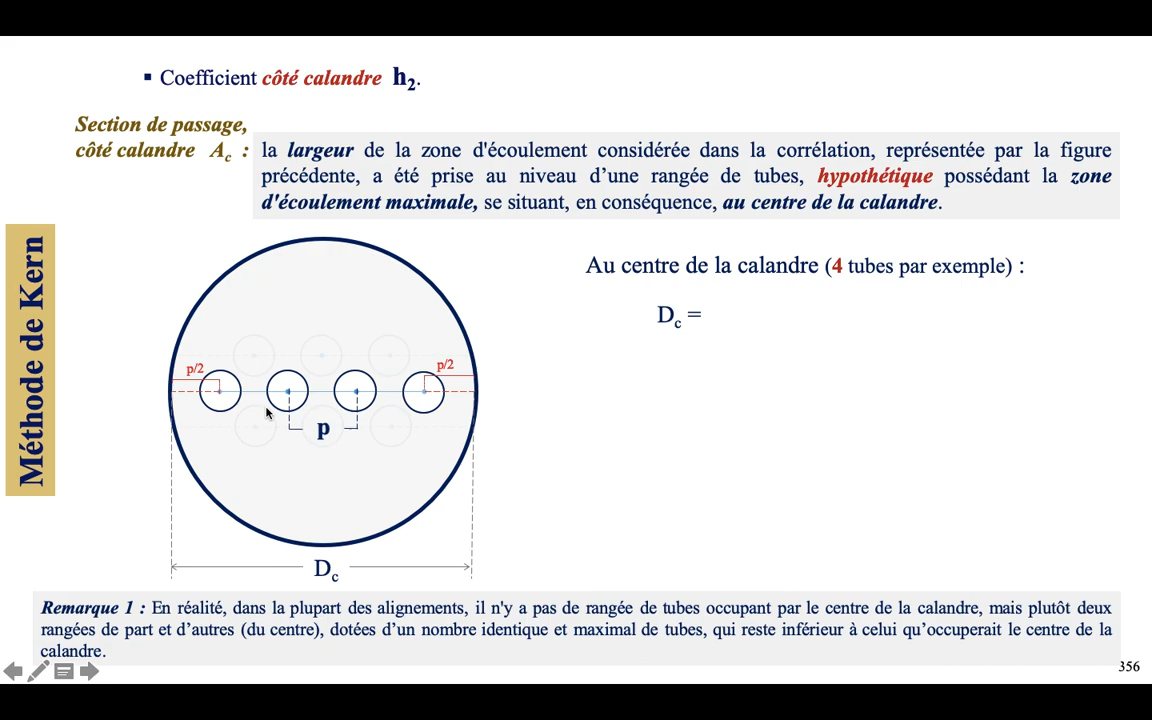 ▪ Coefficient côté calandre h₂.
Section de passage,
côté calandre A_c :
la largeur de la zone d'écoulement considérée dans la corrélation, représentée par la figure
précédente, a été prise au niveau d’une rangée de tubes, hypothétique possédant la zone
d'écoulement maximale, se situant, en conséquence, au centre de la calandre.
Méthode de Kern
Au centre de la calandre (4 tubes par exemple) :
D_c =
p/2
p/2
p
D_c
Remarque 1 : En réalité, dans la plupart des alignements, il n'y a pas de rangée de tubes occupant par le centre de la calandre, mais plutôt deux
rangées de part et d’autres (du centre), dotées d’un nombre identique et maximal de tubes, qui reste inférieur à celui qu’occuperait le centre de la
calandre.
356